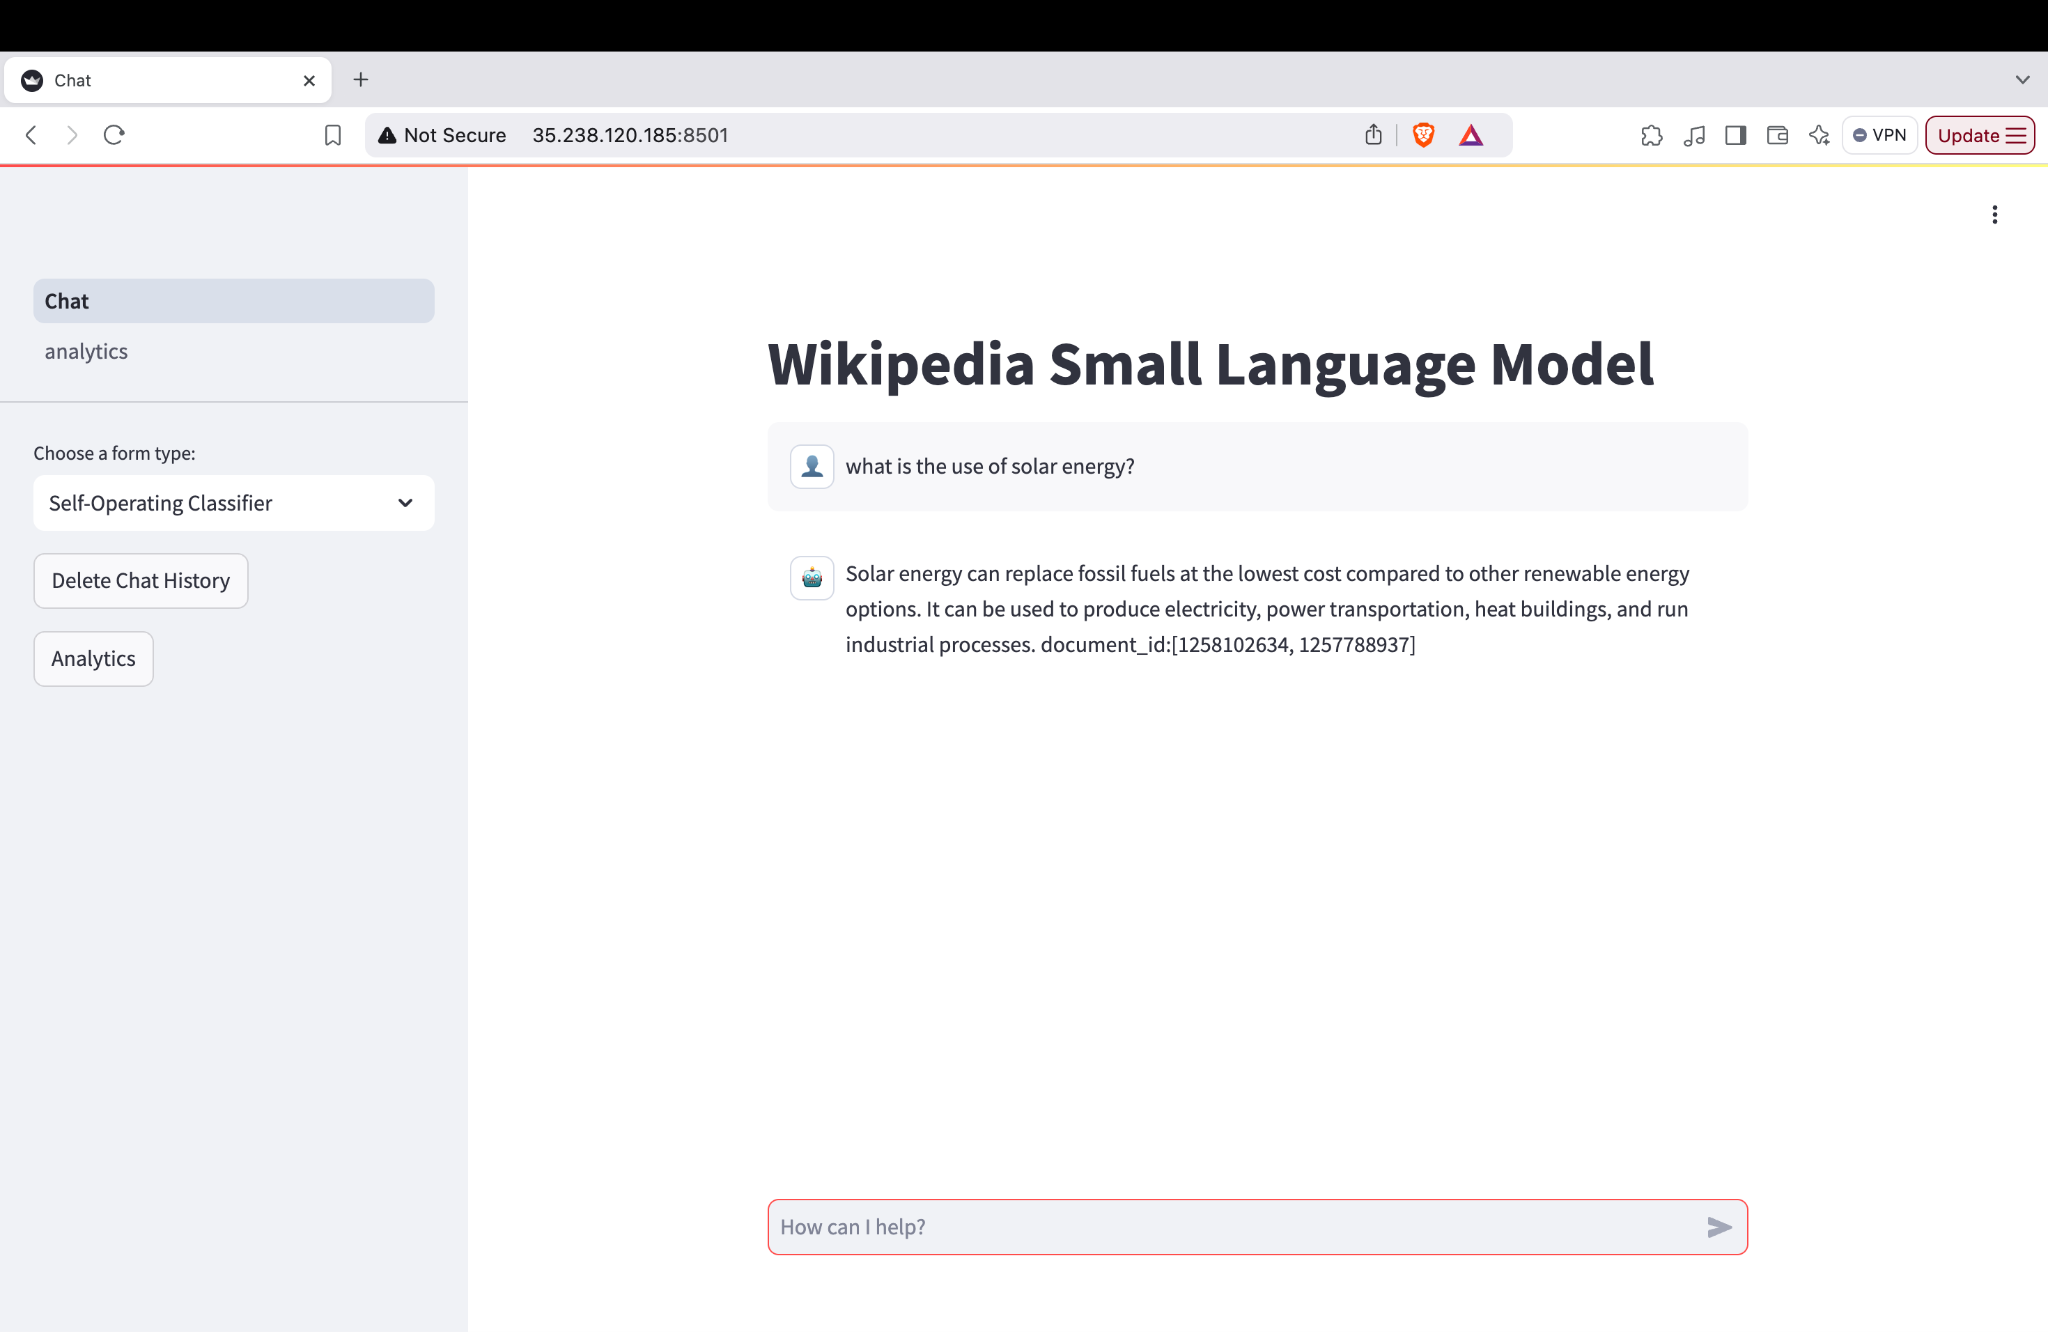 Chat
Not Secure 35.238.120.185:8501
VPN
Update
Chat
analytics
Choose a form type:
Self-Operating Classifier
Delete Chat History
Analytics
Wikipedia Small Language Model
what is the use of solar energy?
Solar energy can replace fossil fuels at the lowest cost compared to other renewable energy
options. It can be used to produce electricity, power transportation, heat buildings, and run
industrial processes. document_id:[1258102634, 1257788937]
How can I help?